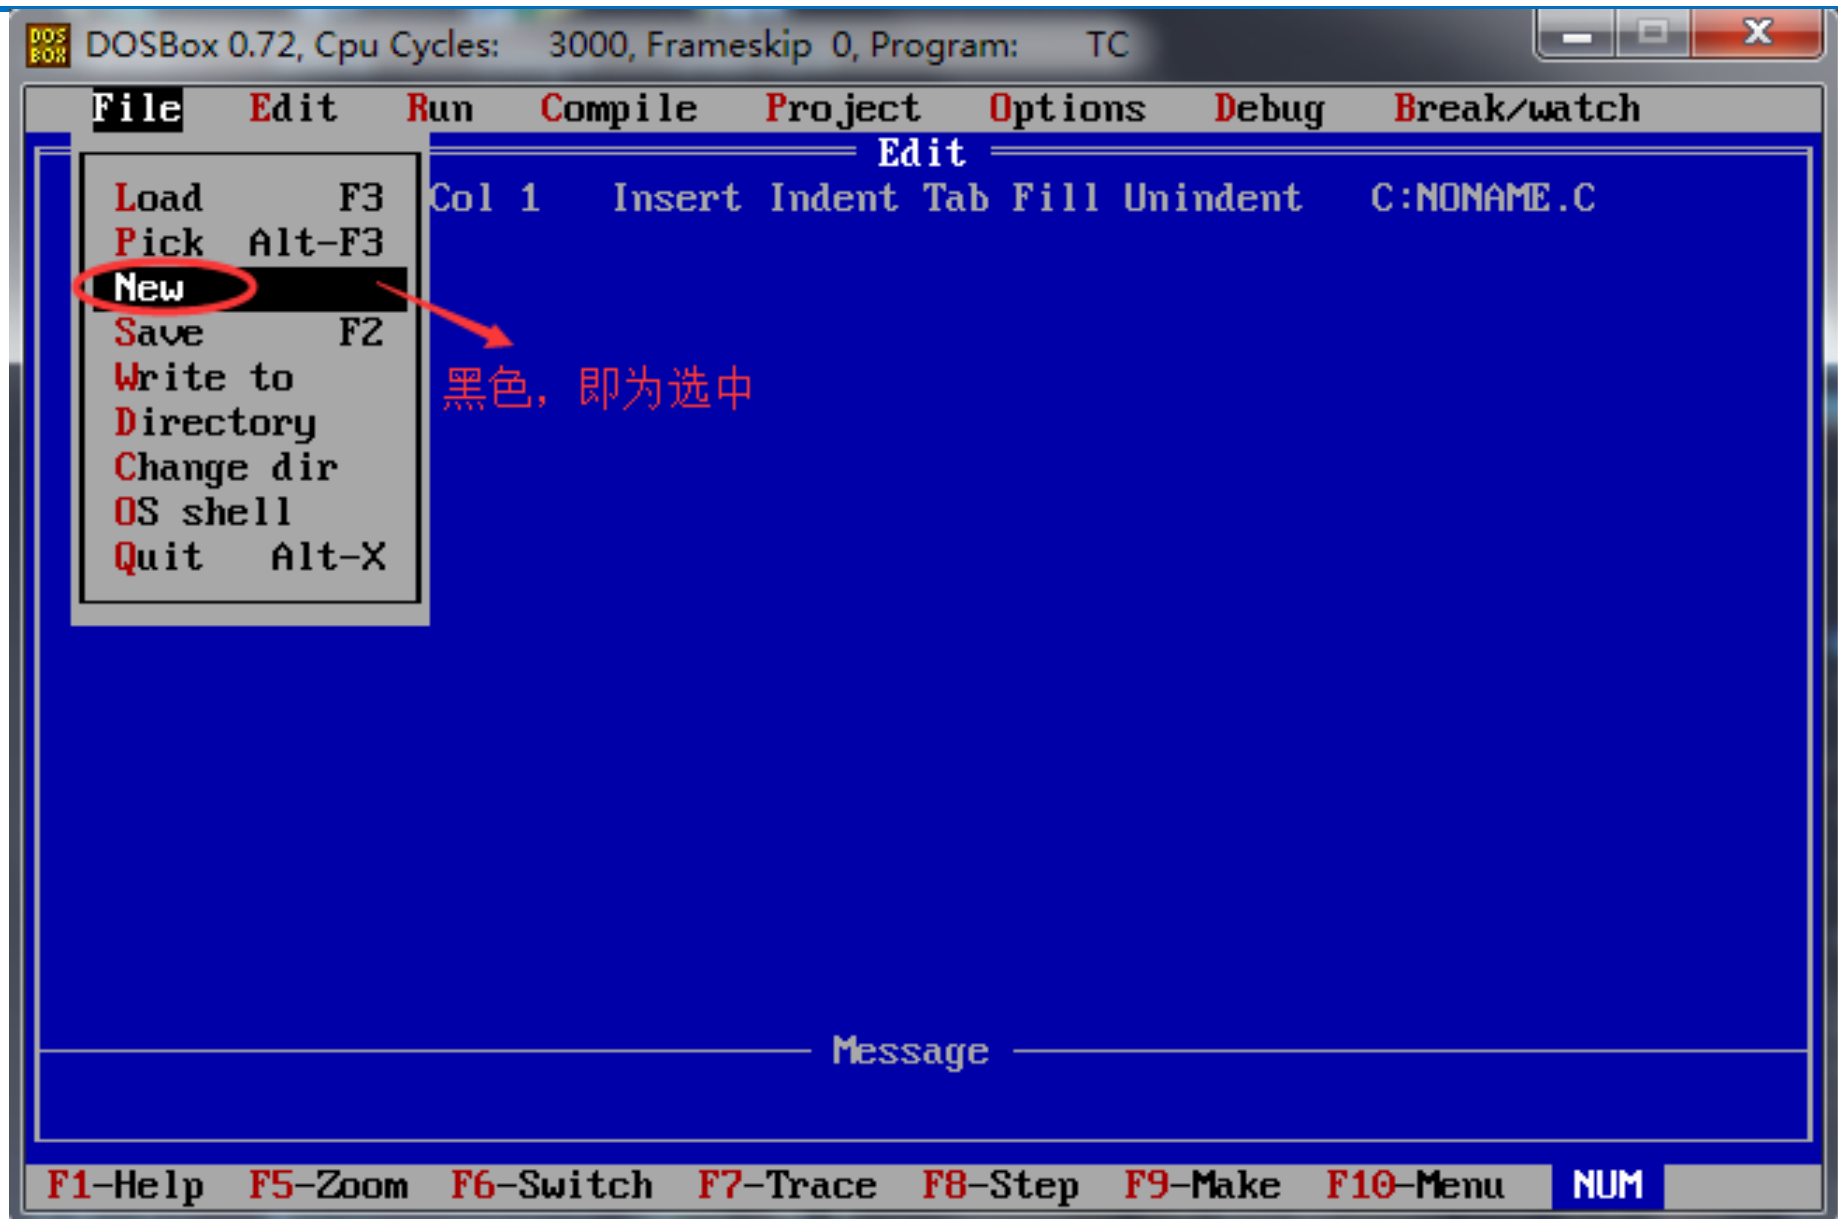 DOS BOX DOSBox 0.72, Cpu Cycles: 3000, Frameskip 0, Program: TC
File Edit Run Compile Project Options Debug Break/watch
Edit
Col 1 Insert Indent Tab Fill Unindent C:NONAME.C
Load F3
Pick Alt-F3
New
Save F2
Write to
Directory
Change dir
OS shell
Quit Alt-X
黑色，即为选中
Message
F1-Help F5-Zoom F6-Switch F7-Trace F8-Step F9-Make F10-Menu NUM